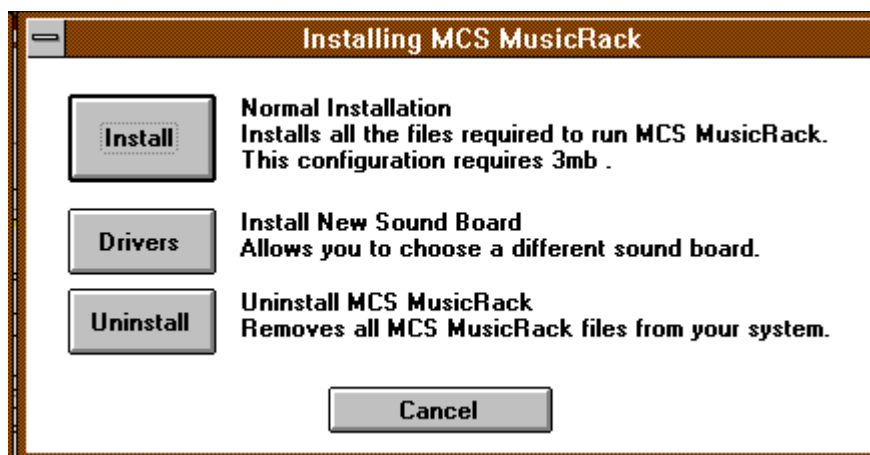 Installing MCS MusicRack
Install
Normal Installation
Installs all the files required to run MCS MusicRack.
This configuration requires 3mb .
Drivers
Install New Sound Board
Allows you to choose a different sound board.
Uninstall
Uninstall MCS MusicRack
Removes all MCS MusicRack files from your system.
Cancel